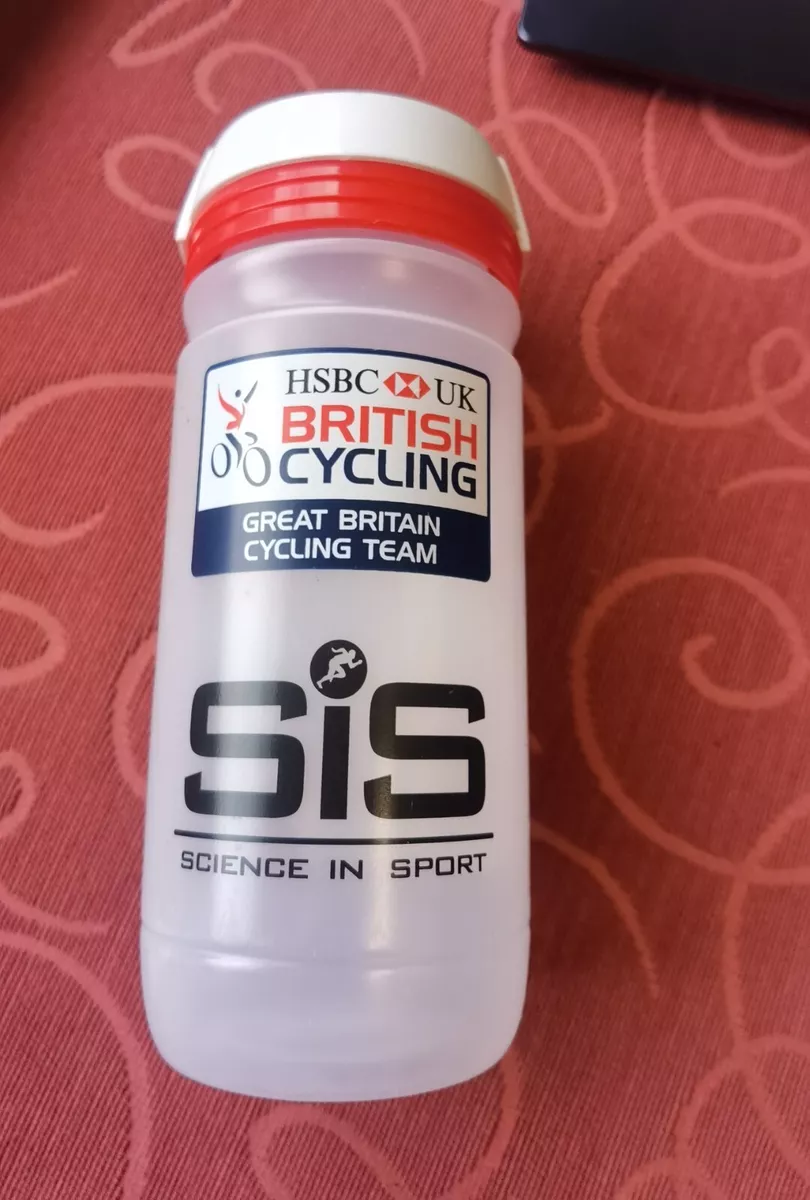 HSBC UK
BRITISH
CYCLING
GREAT BRITAIN
CYCLING TEAM
SiS
SCIENCE IN SPORT